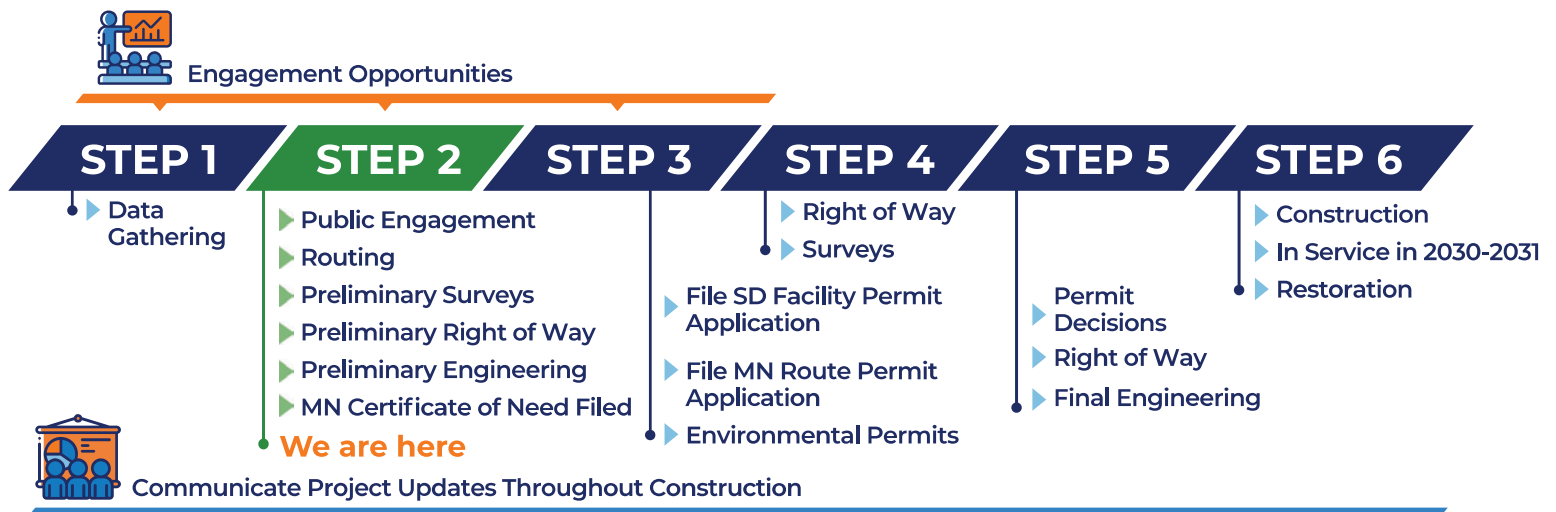 Engagement Opportunities
STEP 1
STEP 2
STEP 3
STEP 4
STEP 5
STEP 6
Data
Gathering
Public Engagement
Routing
Preliminary Surveys
Preliminary Right of Way
Preliminary Engineering
MN Certificate of Need Filed
We are here
File SD Facility Permit
Application
File MN Route Permit
Application
Environmental Permits
Right of Way
Surveys
Permit
Decisions
Right of Way
Final Engineering
Construction
In Service in 2030-2031
Restoration
Communicate Project Updates Throughout Construction